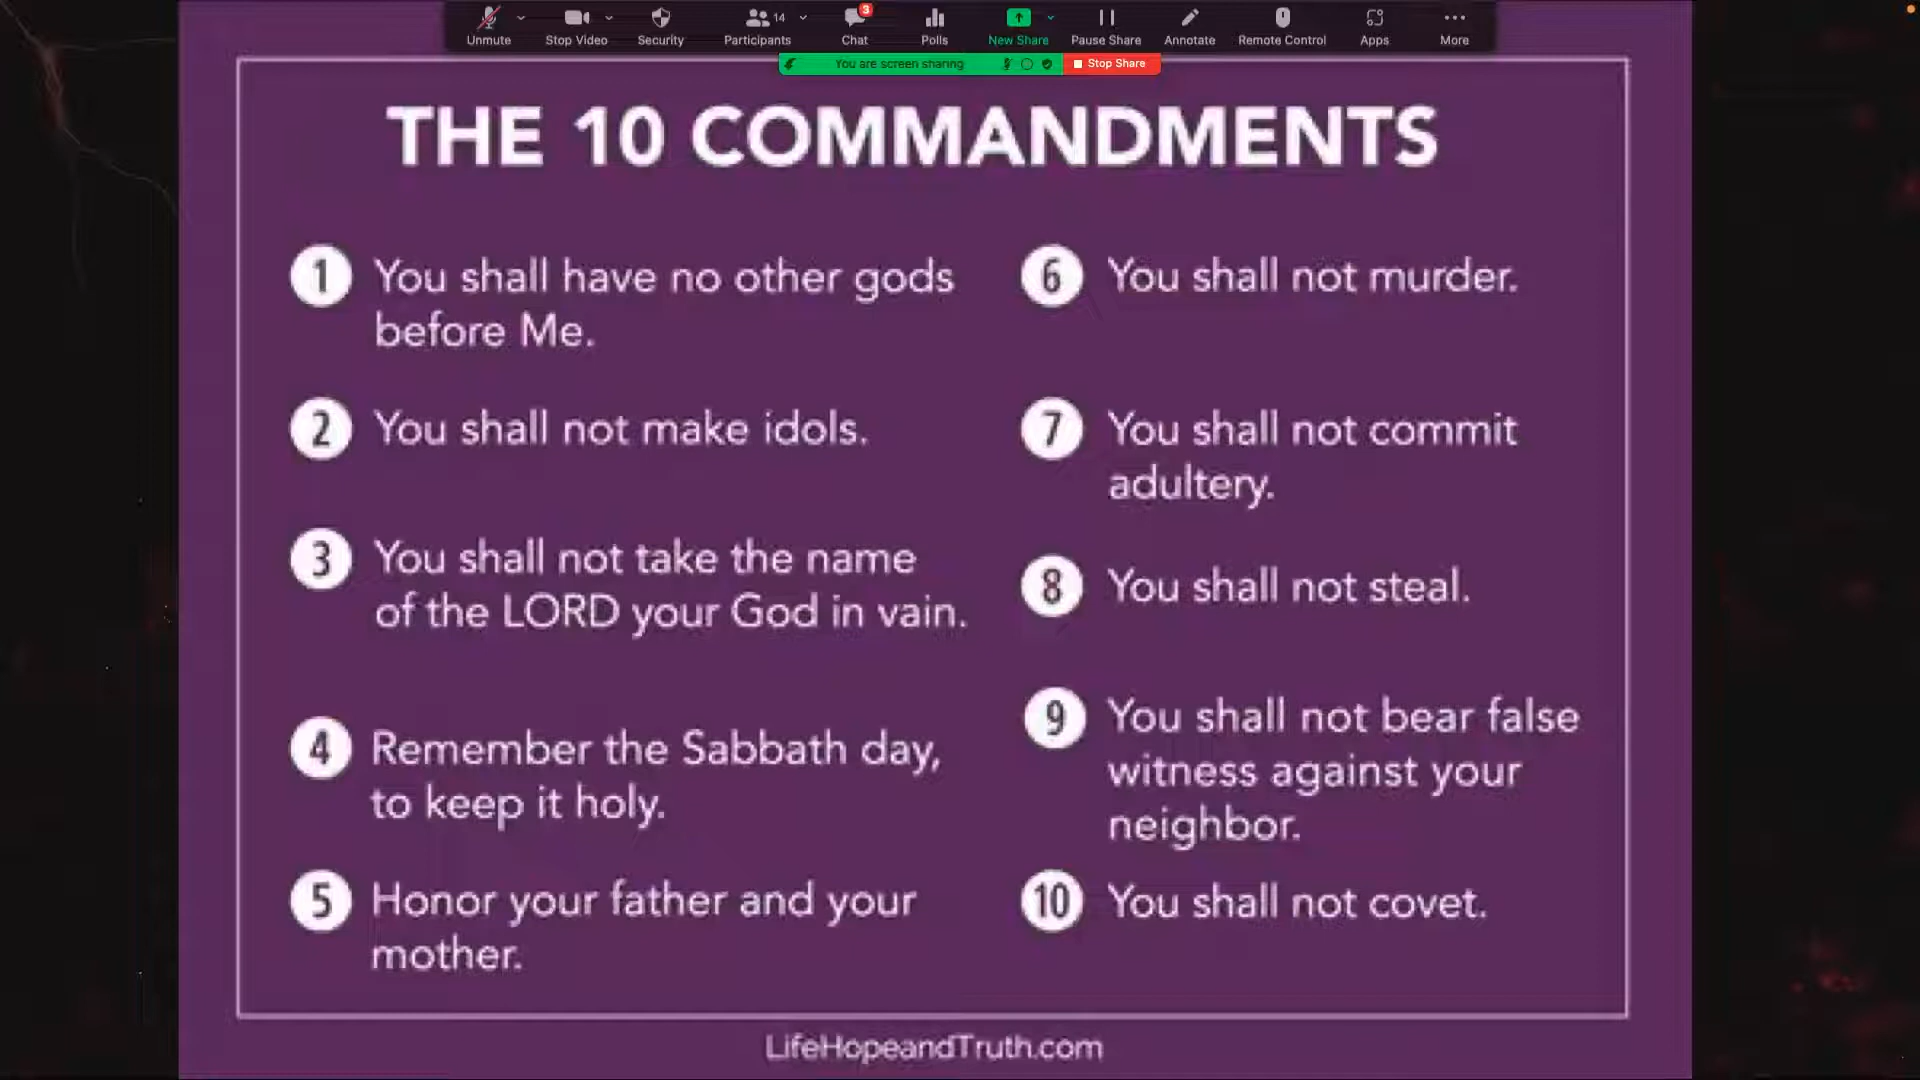 Unmute
Stop Video
Security
Participants
14
Chat
3
Polls
New Share
Pause Share
Annotate
Remote Control
Apps
More
You are screen sharing
Stop Share
THE 10 COMMANDMENTS
1 You shall have no other gods
before Me.
2 You shall not make idols.
3 You shall not take the name
of the LORD your God in vain.
4 Remember the Sabbath day,
to keep it holy.
5 Honor your father and your
mother.
6 You shall not murder.
7 You shall not commit
adultery.
8 You shall not steal.
9 You shall not bear false
witness against your
neighbor.
10 You shall not covet.
LifeHopeandTruth.com